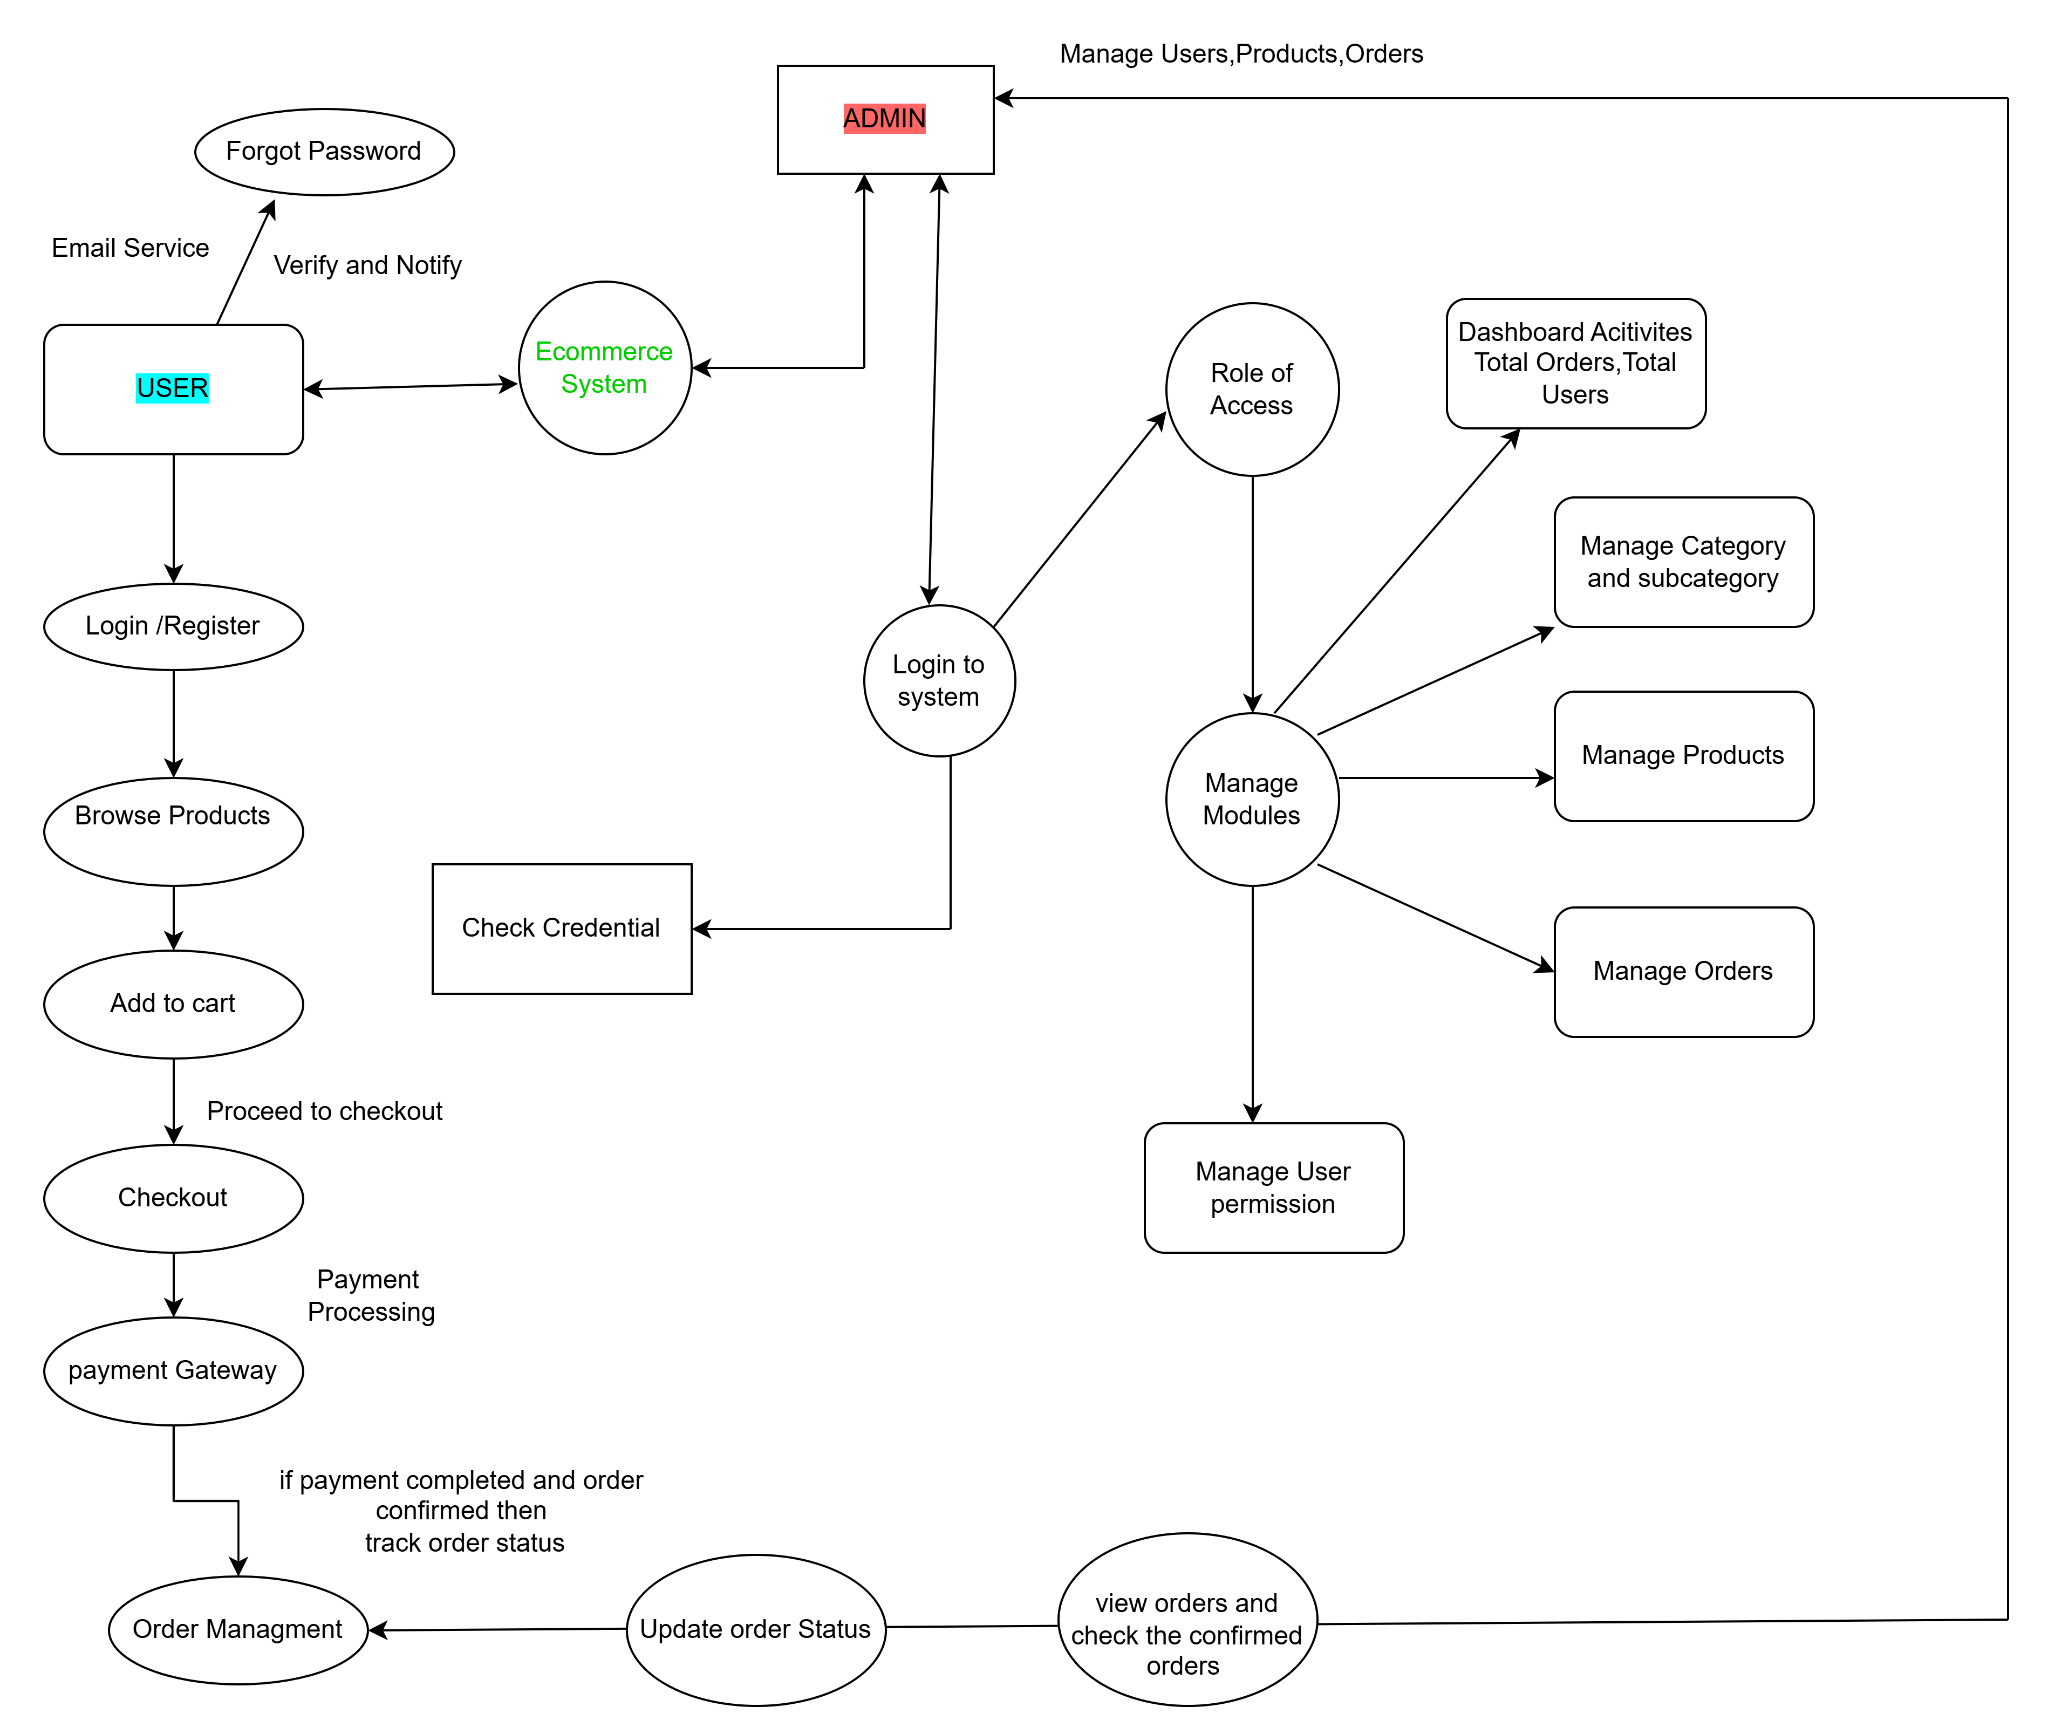 Manage Users,Products,Orders
ADMIN
Forgot Password
Email Service
Verify and Notify
USER
Ecommerce
System
Role of
Access
Dashboard Acitivites
Total Orders,Total
Users
Manage Category
and subcategory
Login /Register
Login to
system
Manage Products
Manage
Modules
Browse Products
Check Credential
Manage Orders
Add to cart
Proceed to checkout
Manage User
permission
Checkout
Payment
Processing
payment Gateway
if payment completed and order
confirmed then
track order status
Order Managment
Update order Status
view orders and
check the confirmed
orders